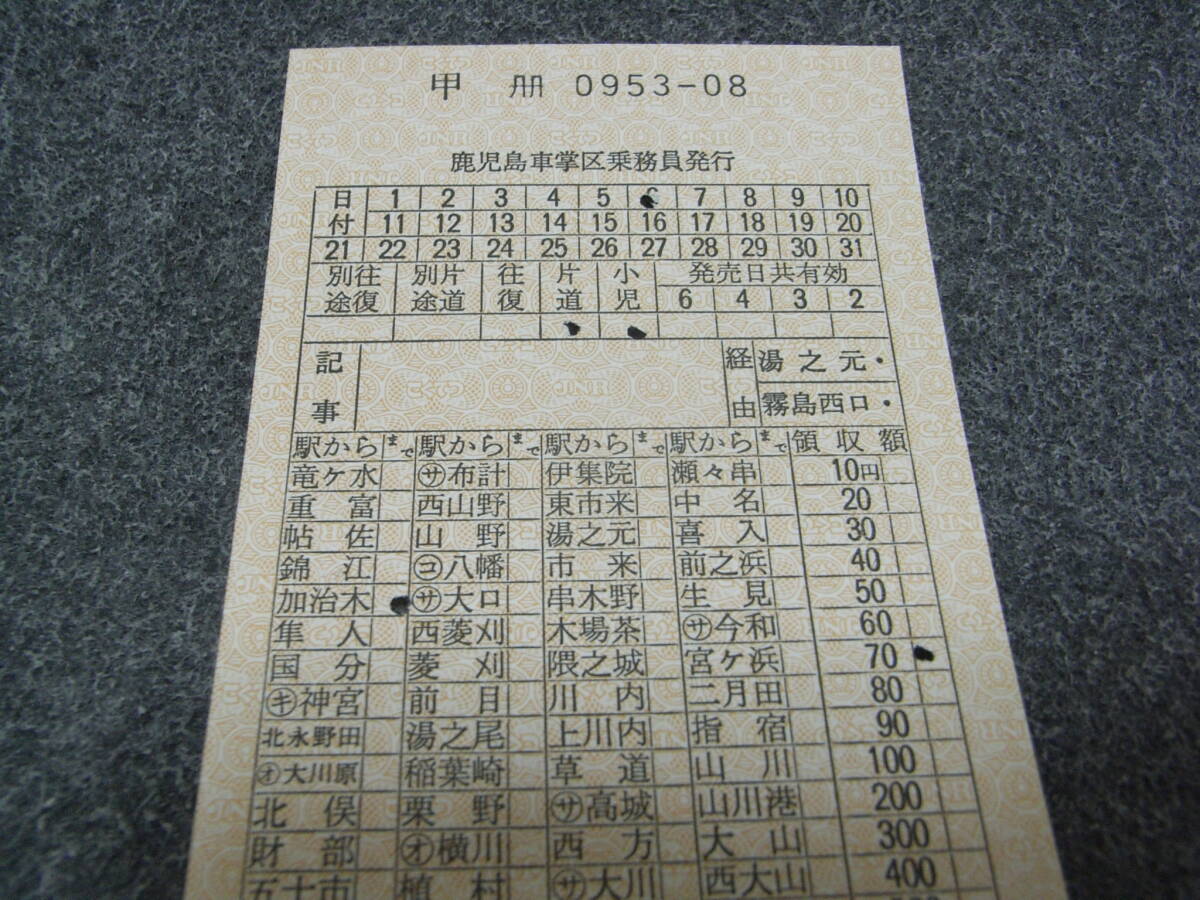 甲 冊 0953-08
鹿児島車掌区乗務員発行
日 1 2 3 4 5 6 7 8 9 10
付 11 12 13 14 15 16 17 18 19 20
21 22 23 24 25 26 27 28 29 30 31
別往 別片 往 片 小 発売日共有効
途復 途道 復 道 児 6 4 3 2
記 経 湯之元・
事 由 霧島西口・
駅から まで 駅から まで 駅から まで 駅から まで 領収額
竜ケ水 ㋚布計 伊集院 瀬々串 10円
重富 西山野 東市来 中名 20
帖佐 山野 湯之元 喜入 30
錦江 ㋙八幡 市来 前之浜 40
加治木 ㋚大口 串木野 生見 50
隼人 西菱刈 木場茶 ㋚今和 60
国分 菱刈 隈之城 宮ケ浜 70
㋖神宮 前目 川内 二月田 80
北永野田 湯之尾 上川内 指宿 90
㋔大川原 稲葉崎 草道 山川 100
北俣 栗野 ㋚高城 山川港 200
財部 ㋔横川 西方 大山 300
五十市 植村 ㋚大川 西大山 400